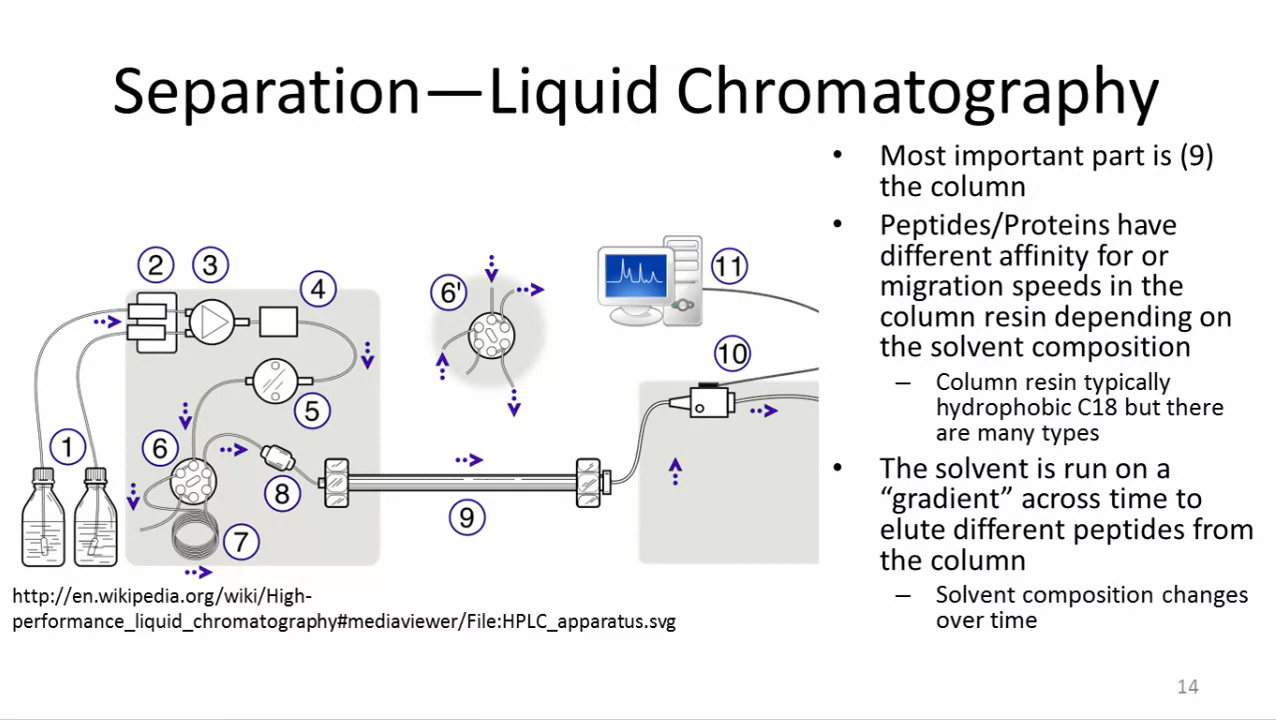 Separation—Liquid Chromatography
• Most important part is (9)
the column
• Peptides/Proteins have
different affinity for or
migration speeds in the
column resin depending on
the solvent composition
– Column resin typically
hydrophobic C18 but there
are many types
• The solvent is run on a
“gradient” across time to
elute different peptides from
the column
– Solvent composition changes
over time
2
3
4
6'
11
10
5
1
6
8
9
7
http://en.wikipedia.org/wiki/High-
performance_liquid_chromatography#mediaviewer/File:HPLC_apparatus.svg
14